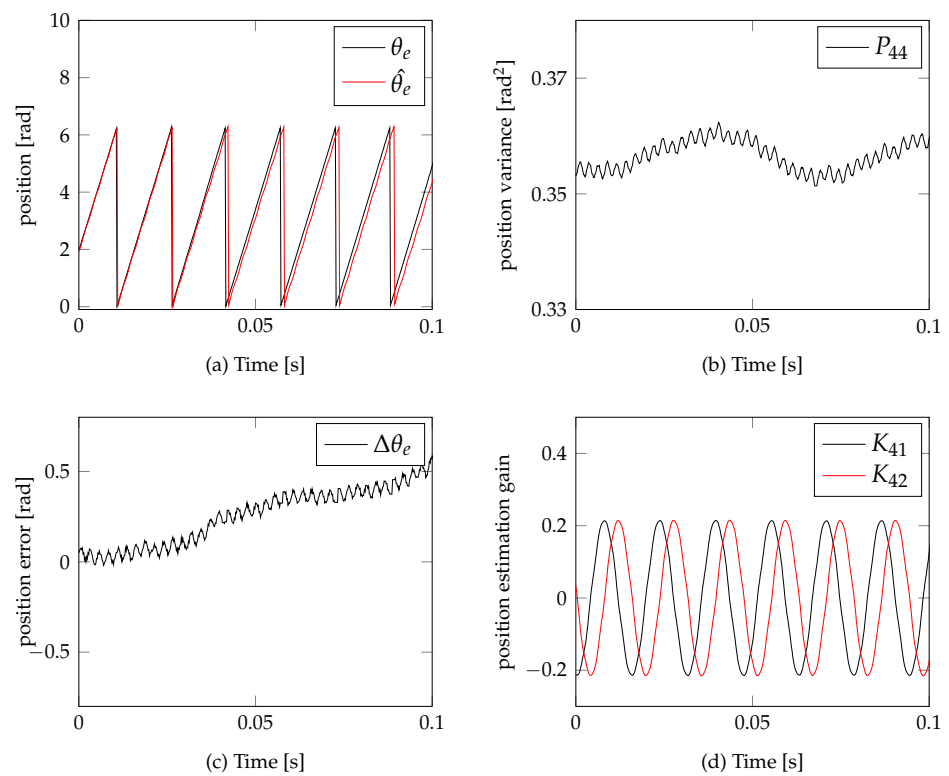 10
8
6
4
2
0
position [rad]
θ_e
θ̂_e
0 0.05 0.1
(a) Time [s]
0.37
0.35
0.33
position variance [rad²]
P₄₄
0 0.05 0.1
(b) Time [s]
0.5
0
−0.5
position error [rad]
Δθ_e
0 0.05 0.1
(c) Time [s]
0.4
0.2
0
−0.2
position estimation gain
K₄₁
K₄₂
0 0.05 0.1
(d) Time [s]